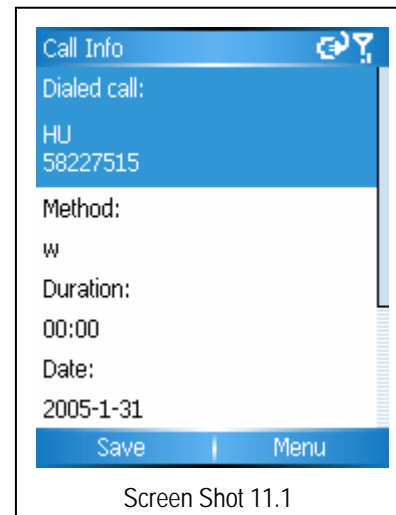 Call Info
Dialed call:
HU
58227515
Method:
w
Duration:
00:00
Date:
2005-1-31
Save Menu
Screen Shot 11.1